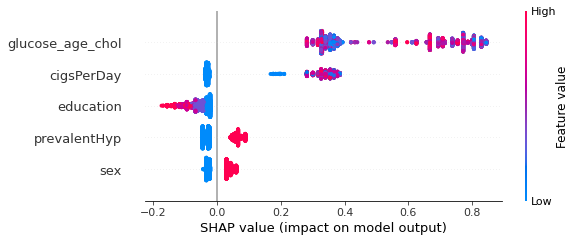 High
glucose_age_chol
cigsPerDay
education
prevalentHyp
sex
Feature value
Low
−0.2 0.0 0.2 0.4 0.6 0.8
SHAP value (impact on model output)